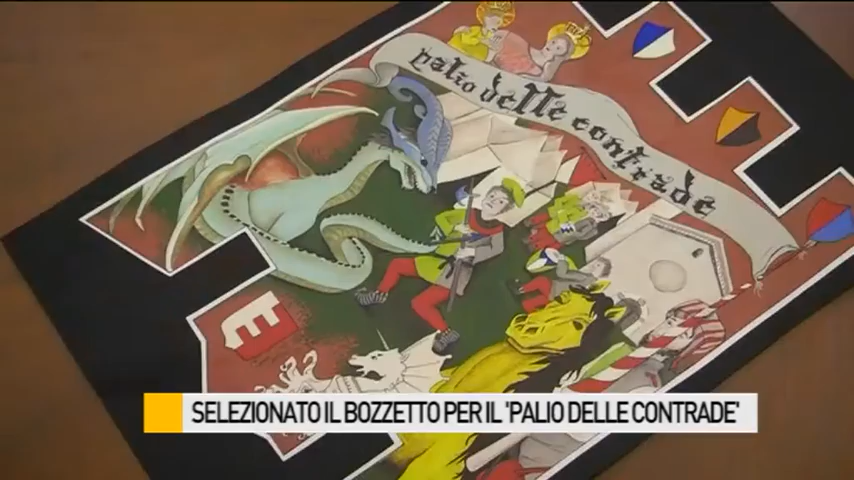 palio delle contrade
E
SELEZIONATO IL BOZZETTO PER IL 'PALIO DELLE CONTRADE'